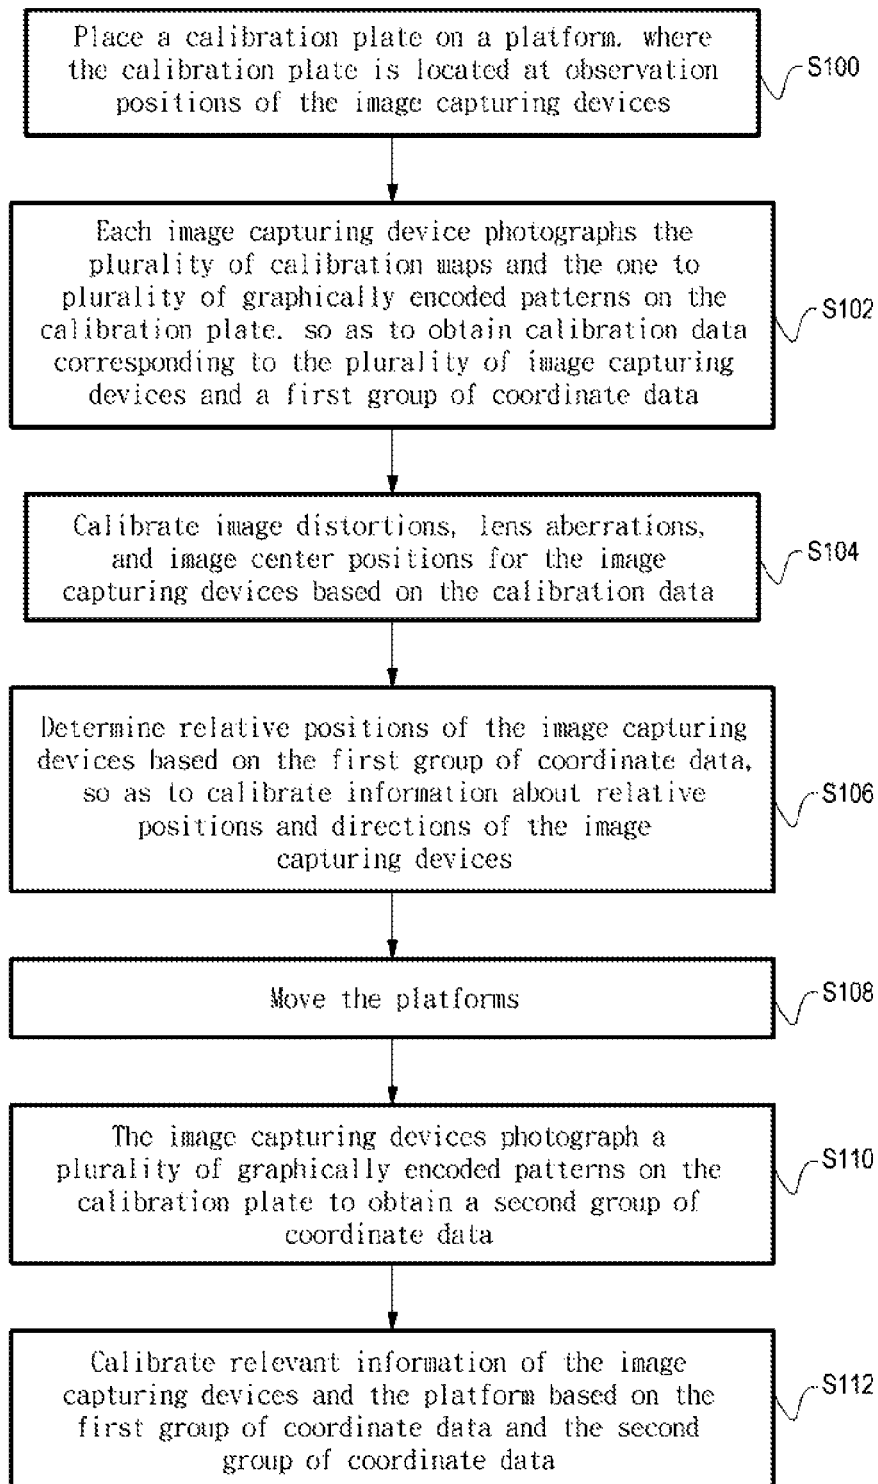 Place a calibration plate on a platform. where
the calibration plate is located at observation
positions of the image capturing devices
S100
Each image capturing device photographs the
plurality of calibration maps and the one to
plurality of graphically encoded patterns on the
calibration plate. so as to obtain calibration data
corresponding to the plurality of image capturing
devices and a first group of coordinate data
S102
Calibrate image distortions, lens aberrations,
and image center positions for the image
capturing devices based on the calibration data
S104
Determine relative positions of the image capturing
devices based on the first group of coordinate data,
so as to calibrate information about relative
positions and directions of the image
capturing devices
S106
Move the platforms
S108
The image capturing devices photograph a
plurality of graphically encoded patterns on the
calibration plate to obtain a second group of
coordinate data
S110
Calibrate relevant information of the image
capturing devices and the platform based on the
first group of coordinate data and the second
group of coordinate data
S112